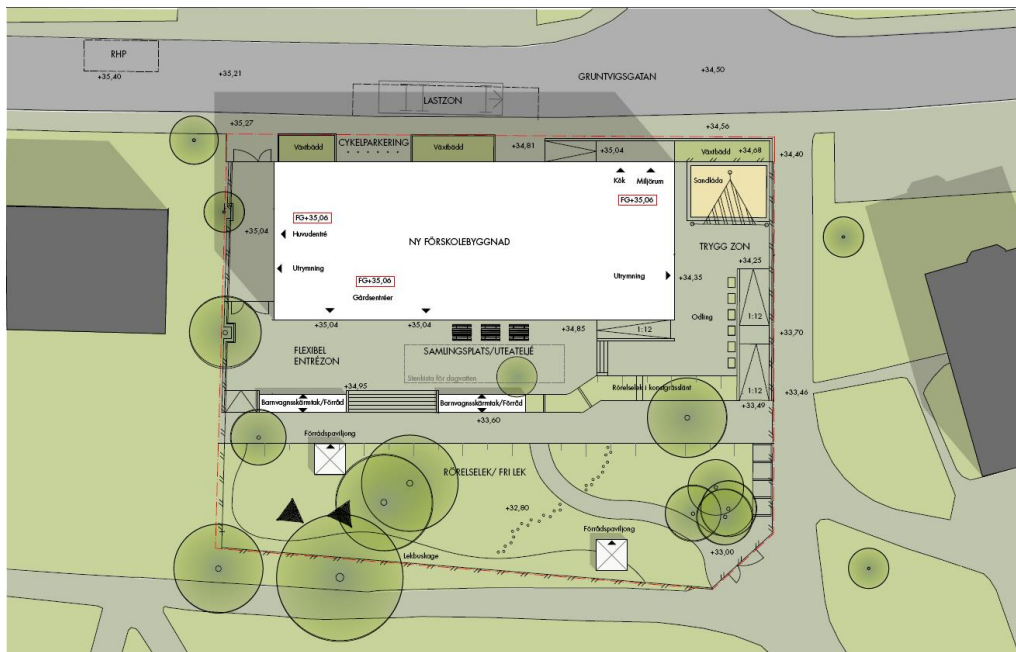 RHP
+35,40
+35,21
GRUNTVIGSGATAN
+34,50
LASTZON
+35,27
+34,56
Växtbädd
CYKELPARKERING
Växtbädd
+34,81
+35,04
Växtbädd
+34,68
+34,40
Kök
Miljörum
Sandlåda
FG+35,06
FG+35,06
+35,04
Huvudentré
NY FÖRSKOLEBYGGNAD
TRYGG ZON
+34,25
Utrymning
FG+35,06
Utrymning
+34,35
Gårdsentréer
Odling
1:12
+35,04
+35,04
+34,85
1:12
+33,70
FLEXIBEL
ENTRÉZON
SAMLINGSPLATS/UTEATELJÉ
Stenkista för dagvatten
+34,95
Rörelselek i konstgrässlänt
1:12
+33,46
Barnvagnsskärmtak/Förråd
Barnvagnsskärmtak/Förråd
+33,49
+33,60
Förrådspaviljong
RÖRELSELEK/ FRI LEK
+32,80
Förrådspaviljong
Lekbuskage
+33,00